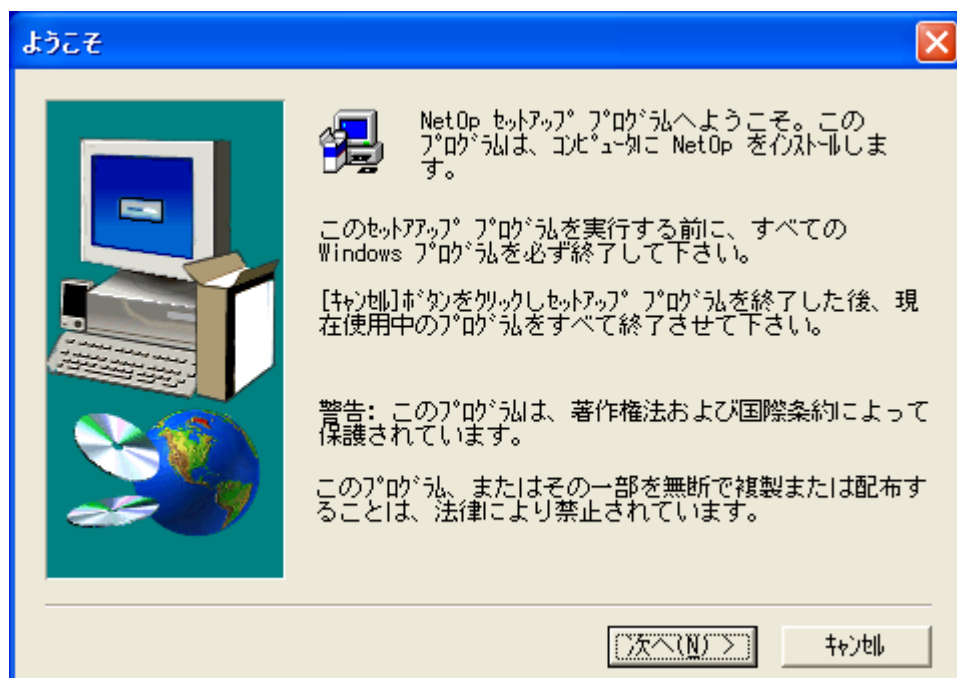 ようこそ
NetOp ｾｯﾄｱｯﾌﾟ ﾌﾟﾛｸﾞﾗﾑへようこそ。この
ﾌﾟﾛｸﾞﾗﾑは、ｺﾝﾋﾟｭｰﾀに NetOp をｲﾝｽﾄｰﾙしま
す。
このｾｯﾄｱｱｯﾌﾟ ﾌﾟﾛｸﾞﾗﾑを実行する前に、すべての
Windows ﾌﾟﾛｸﾞﾗﾑを必ず終了して下さい。
[ｷｬﾝｾﾙ]ﾎﾞﾀﾝをｸﾘｯｸしｾｯﾄｱｯﾌﾟ ﾌﾟﾛｸﾞﾗﾑを終了した後、現
在使用中のﾌﾟﾛｸﾞﾗﾑをすべて終了させて下さい。
警告: このﾌﾟﾛｸﾞﾗﾑは、著作権法および国際条約によって
保護されています。
このﾌﾟﾛｸﾞﾗﾑ、またはその一部を無断で複製または配布す
ることは、法律により禁止されています。
次へ(N) >
ｷｬﾝｾﾙ